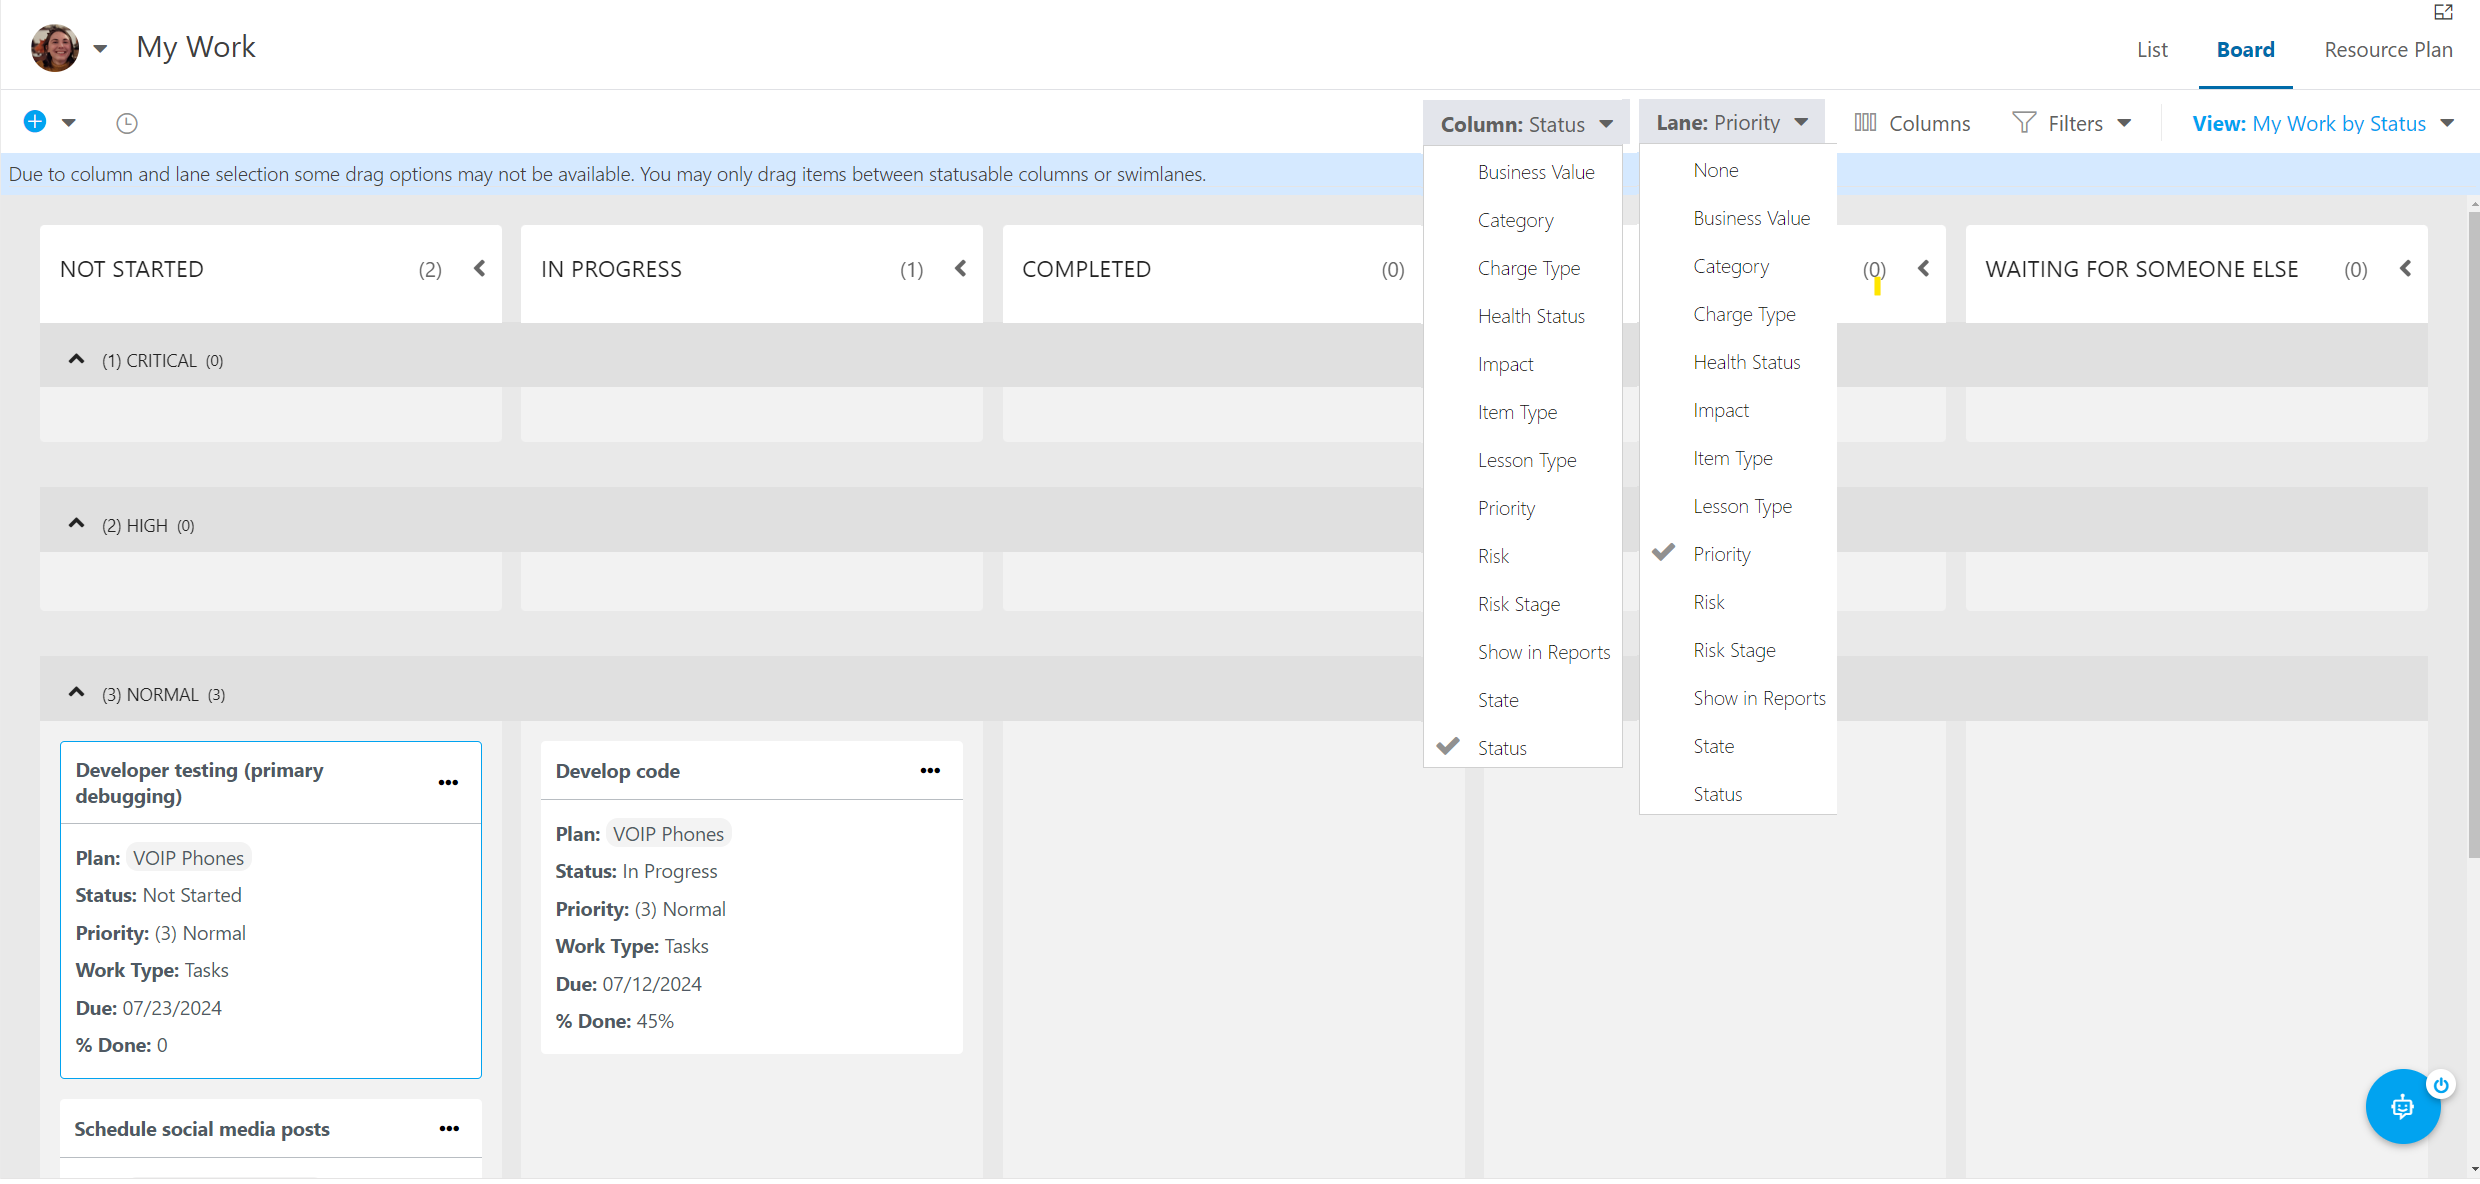 My Work
List
Board
Resource Plan
Column: Status
Lane: Priority
Columns
Filters
View: My Work by Status
Due to column and lane selection some drag options may not be available. You may only drag items between statusable columns or swimlanes.
Business Value
Category
Charge Type
Health Status
Impact
Item Type
Lesson Type
Priority
Risk
Risk Stage
Show in Reports
State
Status
None
Business Value
Category
Charge Type
Health Status
Impact
Item Type
Lesson Type
Priority
Risk
Risk Stage
Show in Reports
State
Status
NOT STARTED (2)
IN PROGRESS (1)
COMPLETED (0)
(0)
WAITING FOR SOMEONE ELSE (0)
(1) CRITICAL (0)
(2) HIGH (0)
(3) NORMAL (3)
Developer testing (primary
debugging)
Plan: VOIP Phones
Status: Not Started
Priority: (3) Normal
Work Type: Tasks
Due: 07/23/2024
% Done: 0
Develop code
Plan: VOIP Phones
Status: In Progress
Priority: (3) Normal
Work Type: Tasks
Due: 07/12/2024
% Done: 45%
Schedule social media posts